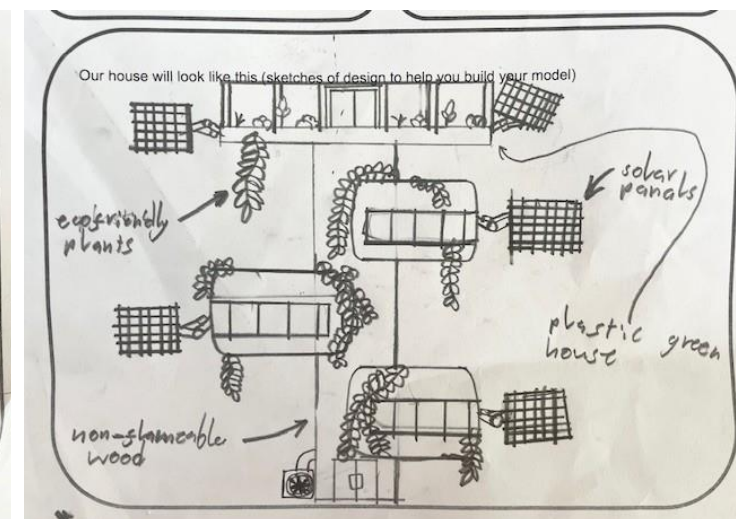 Our house will look like this (sketches of design to help you build your model)
solar
panals
ecofriendly
plants
plastic green
house
non-flameable
wood